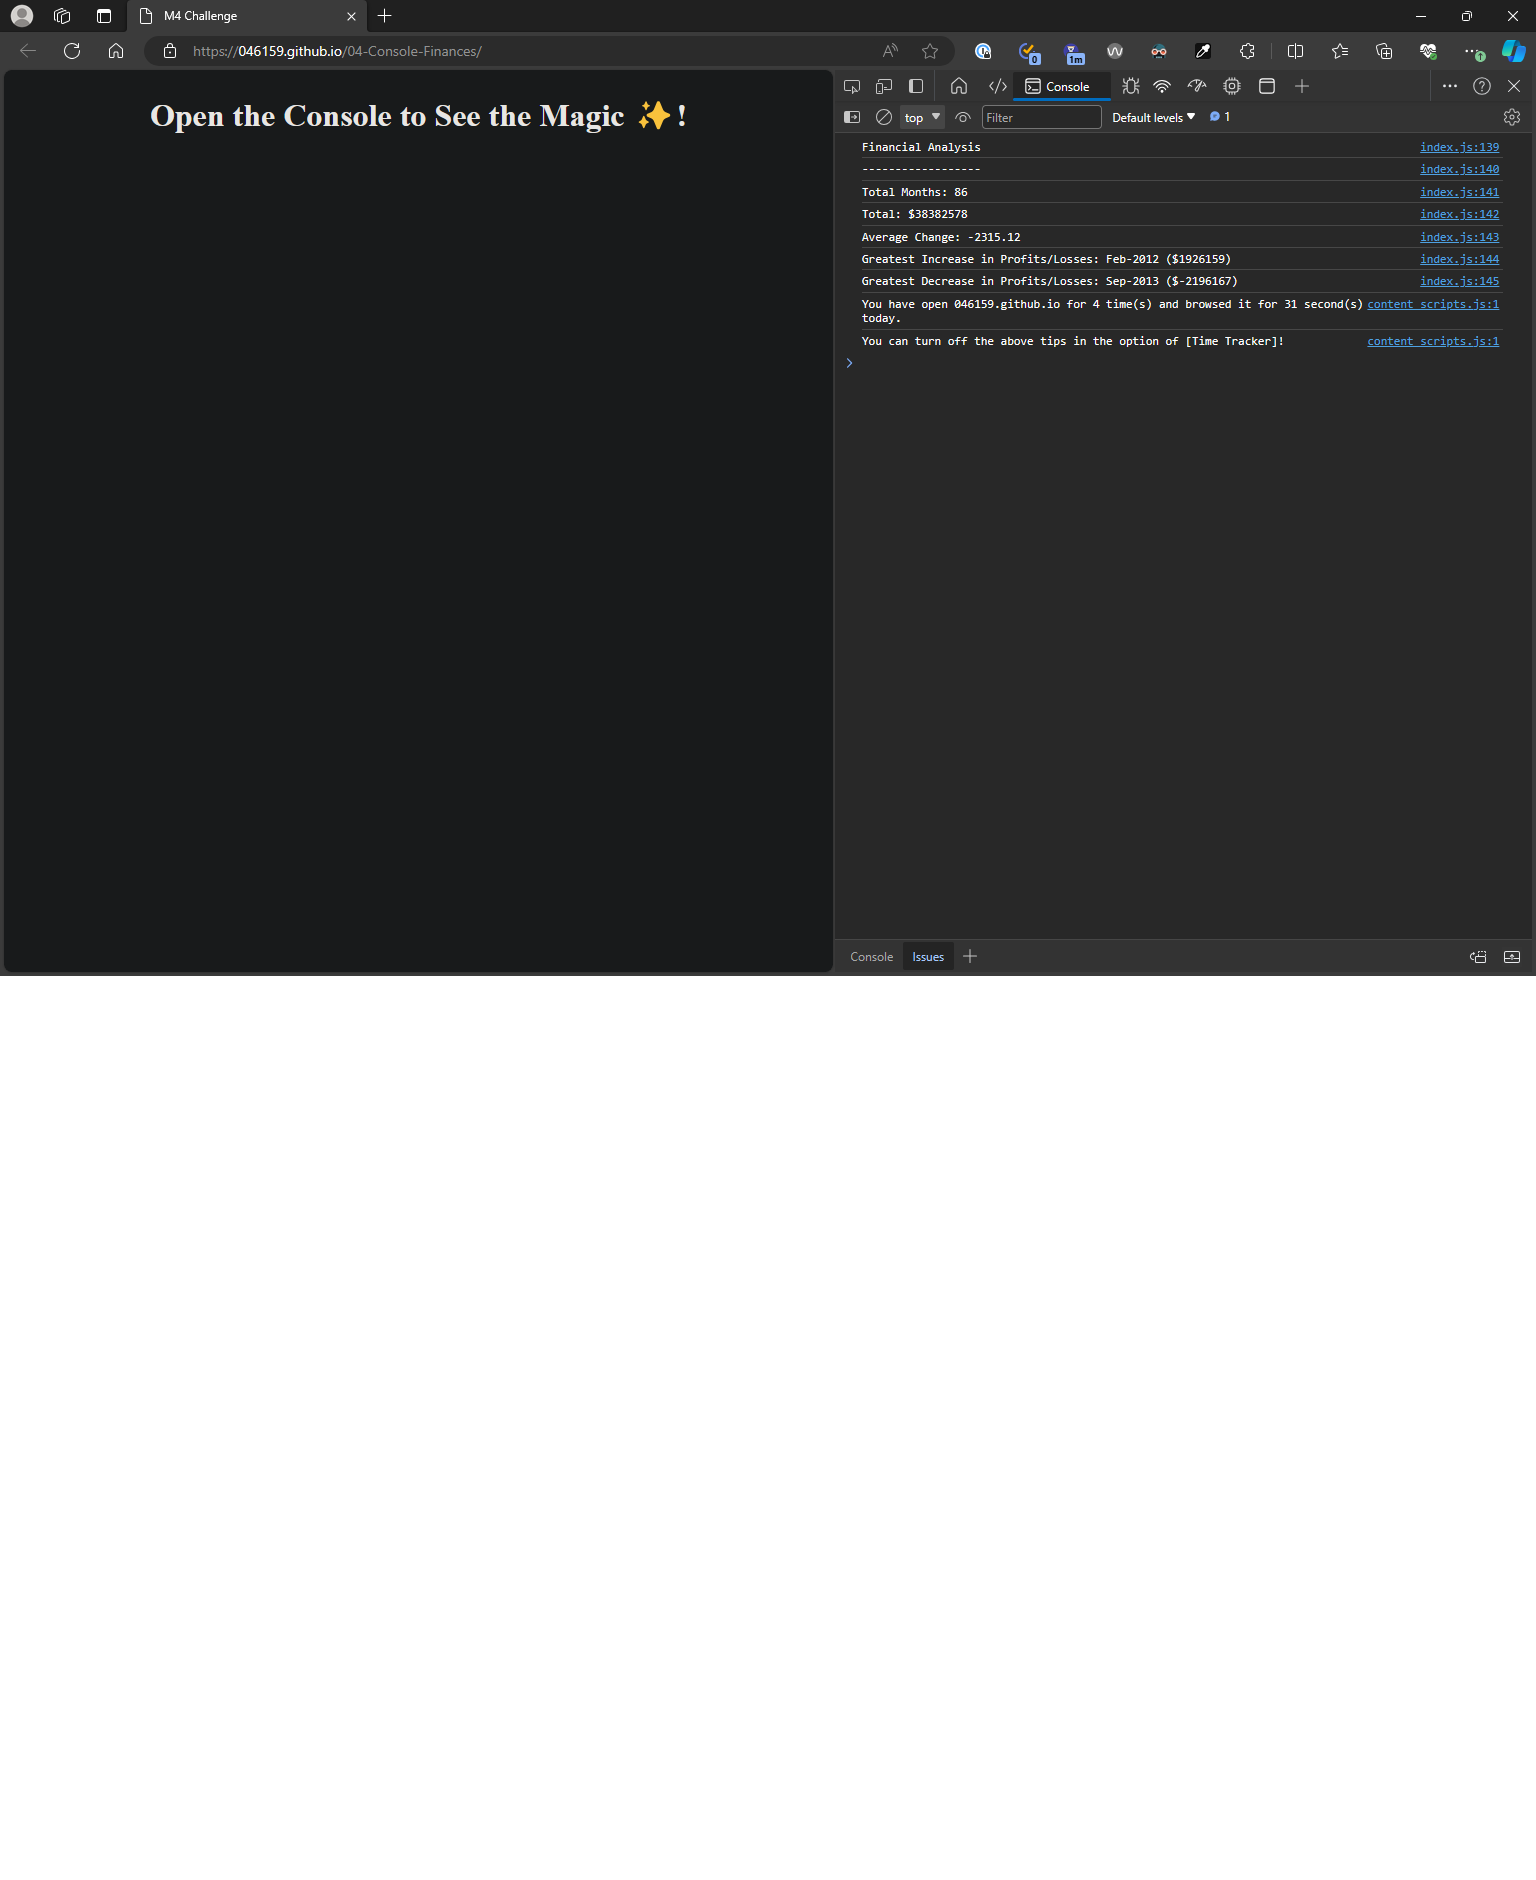 M4 Challenge
https://046159.github.io/04-Console-Finances/
0
1m
Open the Console to See the Magic ✨!
Console
top
Filter
Default levels
1
Financial Analysis index.js:139
------------------ index.js:140
Total Months: 86 index.js:141
Total: $38382578 index.js:142
Average Change: -2315.12 index.js:143
Greatest Increase in Profits/Losses: Feb-2012 ($1926159) index.js:144
Greatest Decrease in Profits/Losses: Sep-2013 ($-2196167) index.js:145
You have open 046159.github.io for 4 time(s) and browsed it for 31 second(s) content_scripts.js:1
today.
You can turn off the above tips in the option of [Time Tracker]! content_scripts.js:1
Console Issues